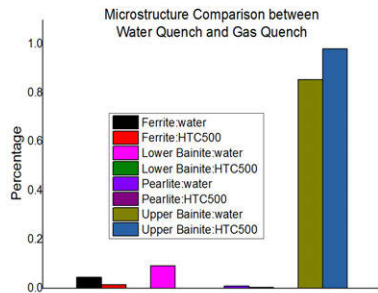 Microstructure Comparison between
Water Quench and Gas Quench
1.0
0.8
0.6
0.4
0.2
0.0
Percentage
Ferrite:water
Ferrite:HTC500
Lower Bainite:water
Lower Bainite:HTC500
Pearlite:water
Pearlite:HTC500
Upper Bainite:water
Upper Bainite:HTC500